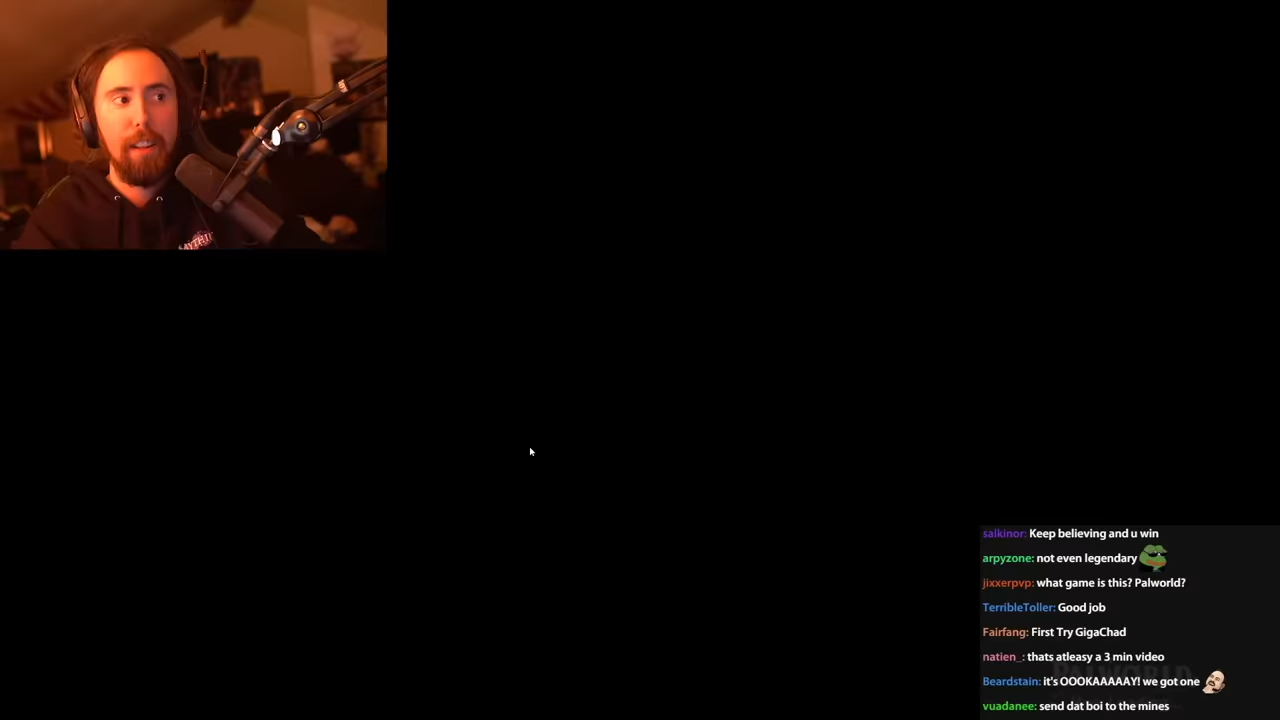 salkinor: Keep believing and u win
arpyzone: not even legendary
jixxerpvp: what game is this? Palworld?
TerribleToller: Good job
Fairfang: First Try GigaChad
natien_: thats atleasy a 3 min video
Beardstain: it's OOOKAAAAAY! we got one
vuadanee: send dat boi to the mines